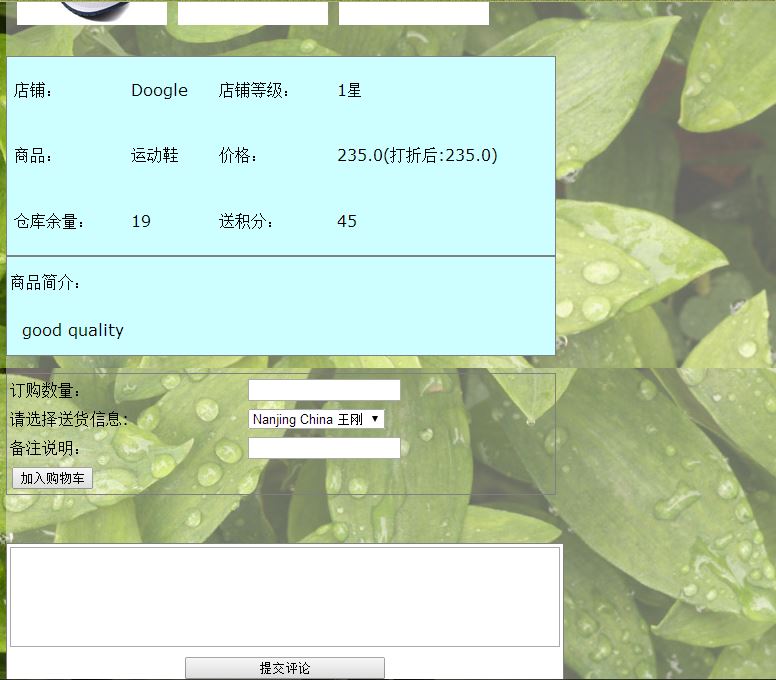 店铺： Doogle 店铺等级： 1星
商品： 运动鞋 价格： 235.0(打折后:235.0)
仓库余量： 19 送积分： 45
商品简介：
good quality
订购数量：
请选择送货信息： Nanjing China 王刚
备注说明：
加入购物车
提交评论